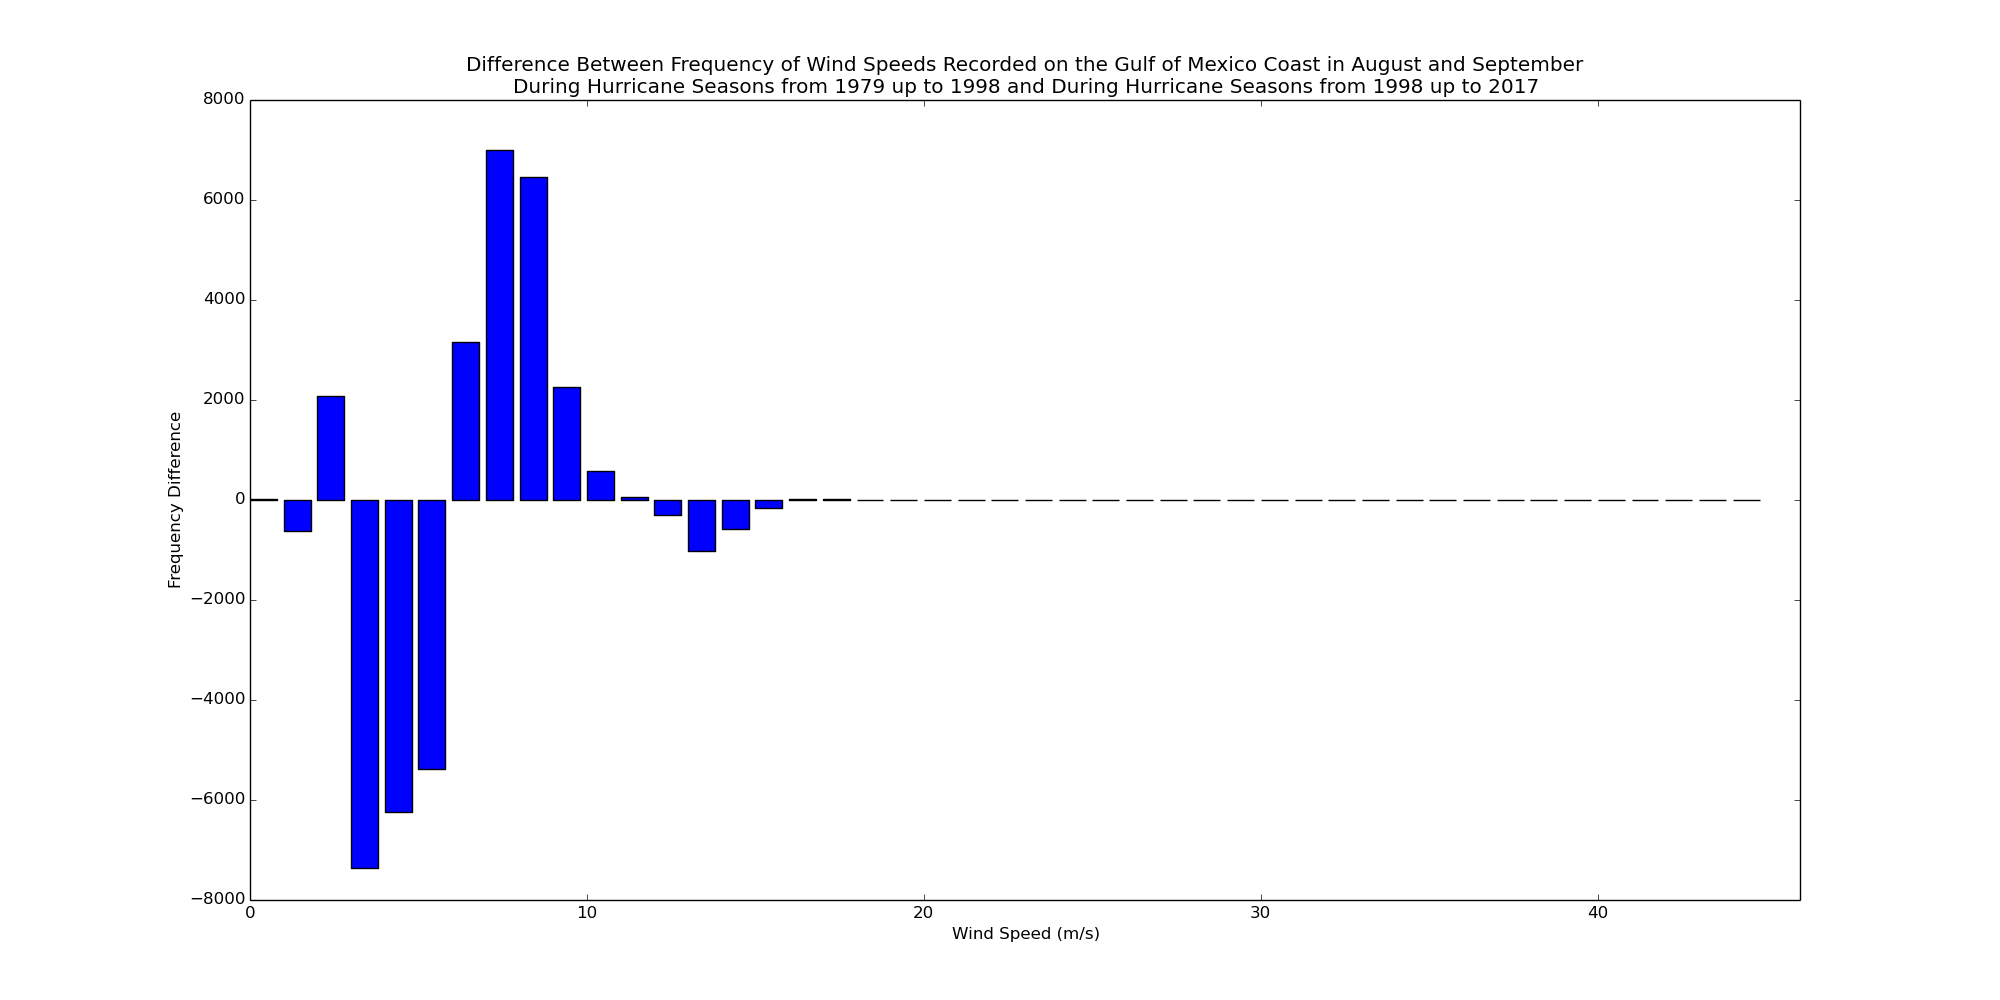 Difference Between Frequency of Wind Speeds Recorded on the Gulf of Mexico Coast in August and September
During Hurricane Seasons from 1979 up to 1998 and During Hurricane Seasons from 1998 up to 2017
8000
6000
4000
2000
0
−2000
−4000
−6000
−8000
Frequency Difference
0 10 20 30 40
Wind Speed (m/s)